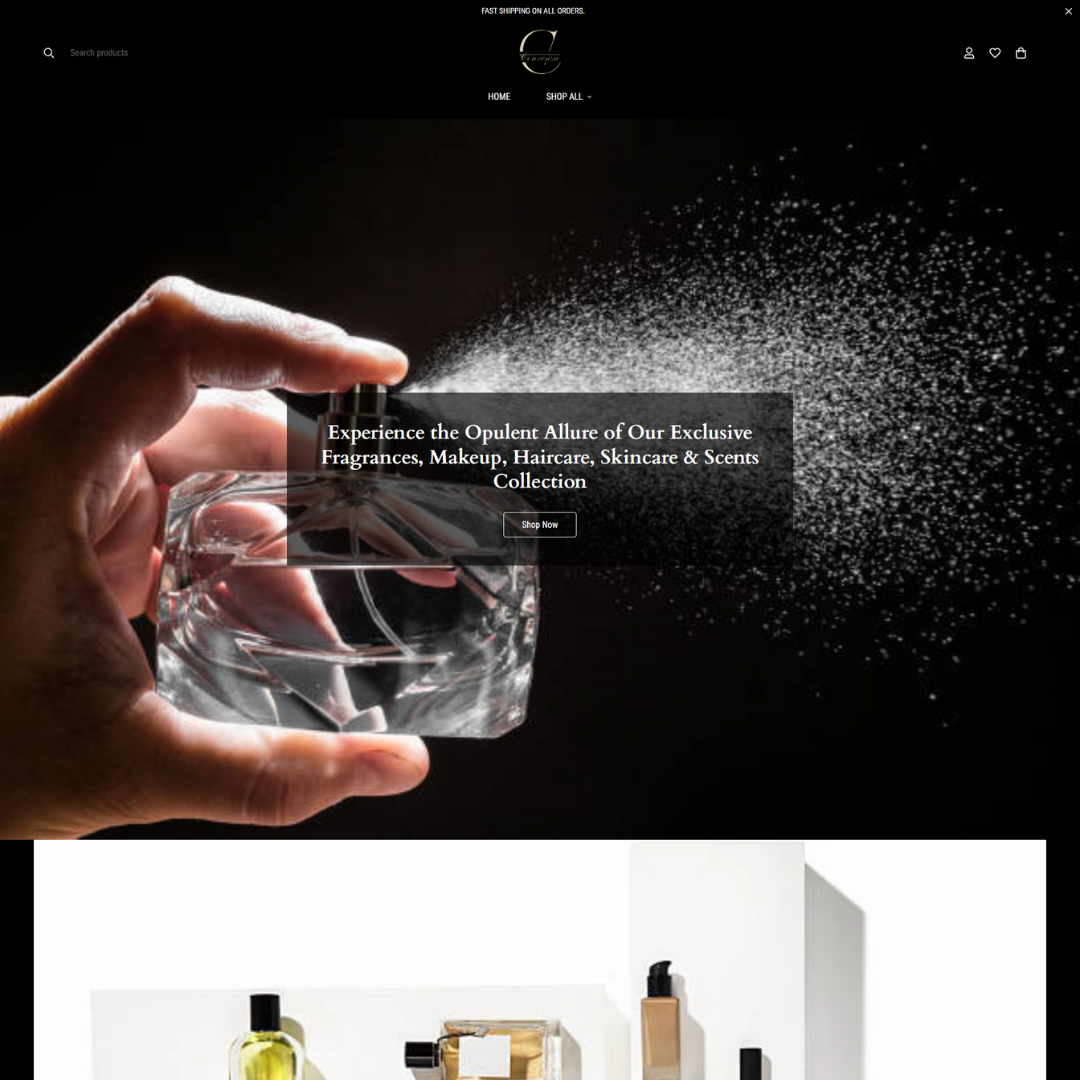 FAST SHIPPING ON ALL ORDERS.
Search products
HOME
SHOP ALL
Experience the Opulent Allure of Our Exclusive
Fragrances, Makeup, Haircare, Skincare & Scents
Collection
Shop Now